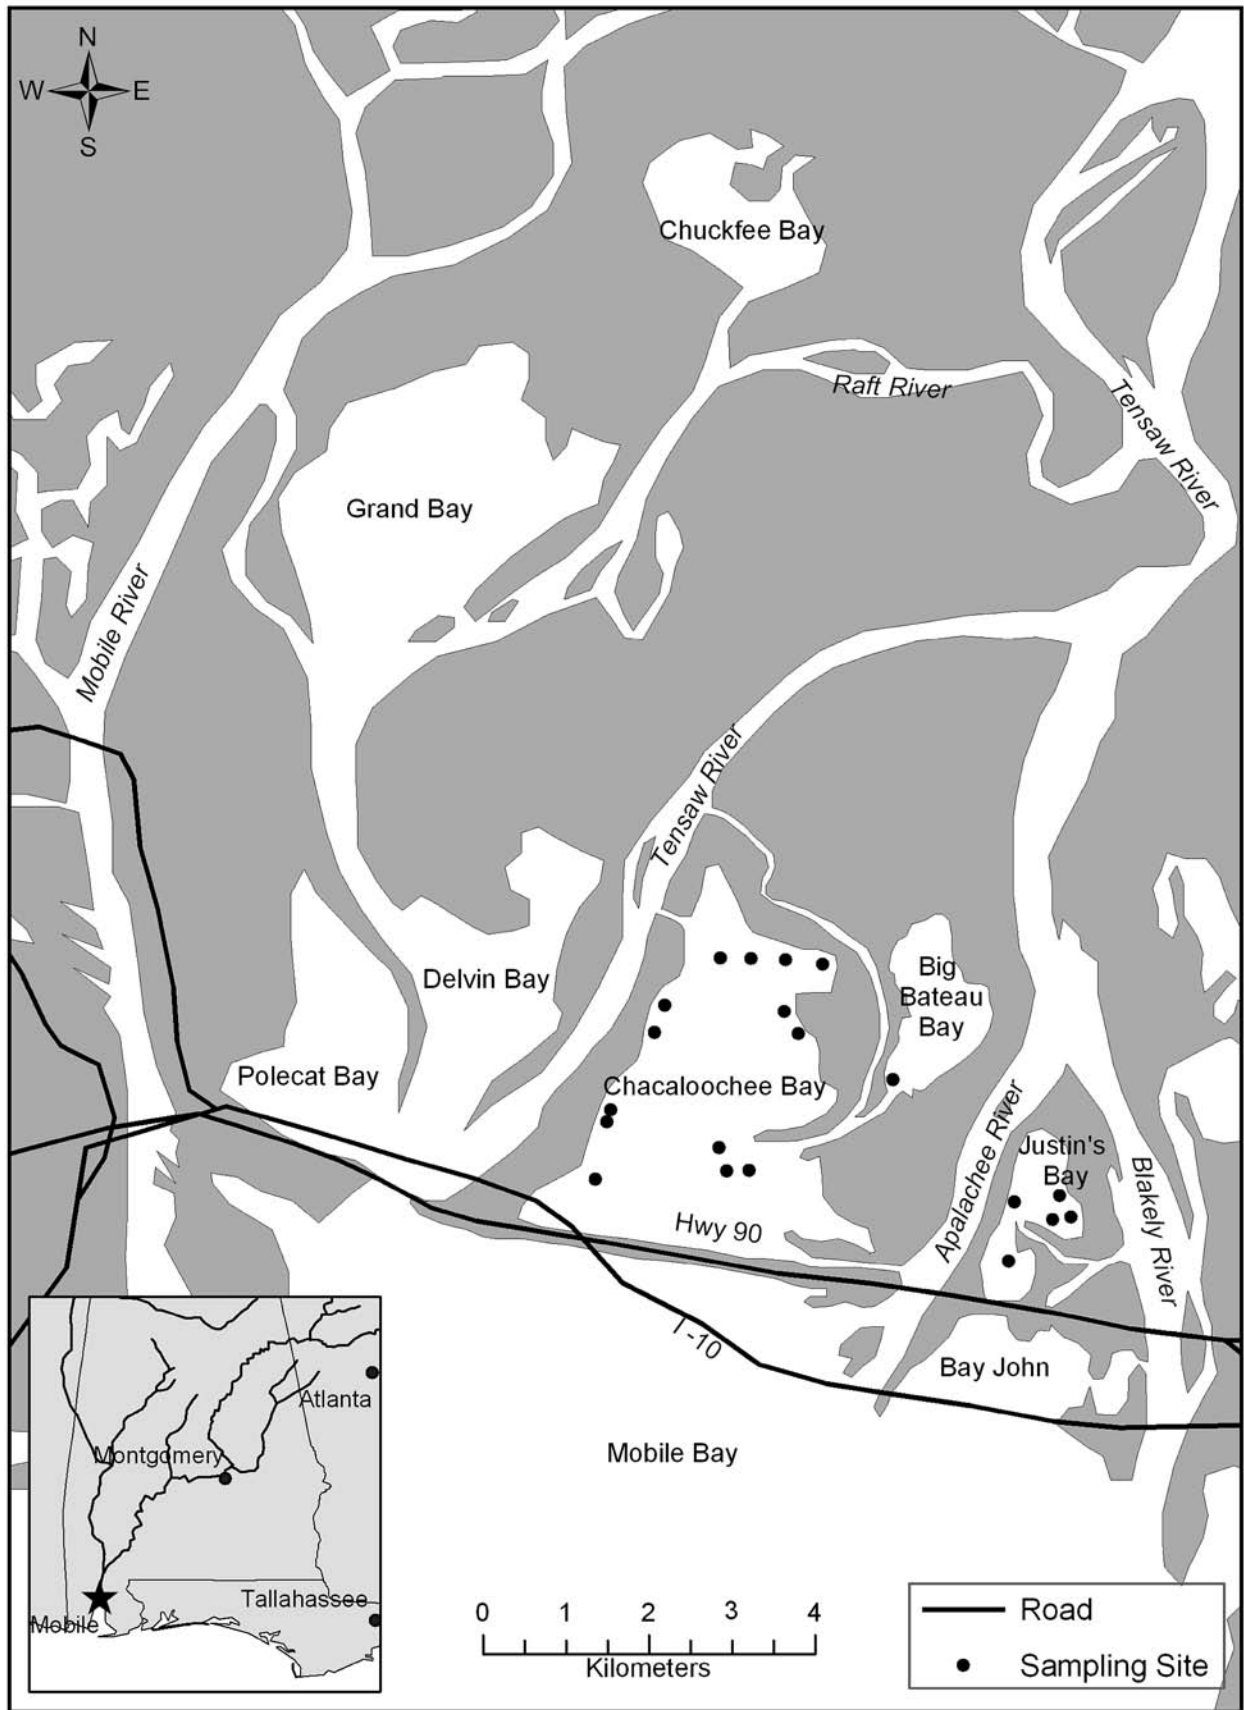 N
W E
S
Chuckfee Bay
Raft River
Tensaw River
Grand Bay
Mobile River
Tensaw River
Delvin Bay
Big
Bateau
Bay
Polecat Bay
Chacaloochee Bay
Apalachee River
Justin's
Bay
Blakely River
Hwy 90
I-10
Bay John
Mobile Bay
Atlanta
Montgomery
Tallahassee
Mobile
0 1 2 3 4
Kilometers
Road
Sampling Site